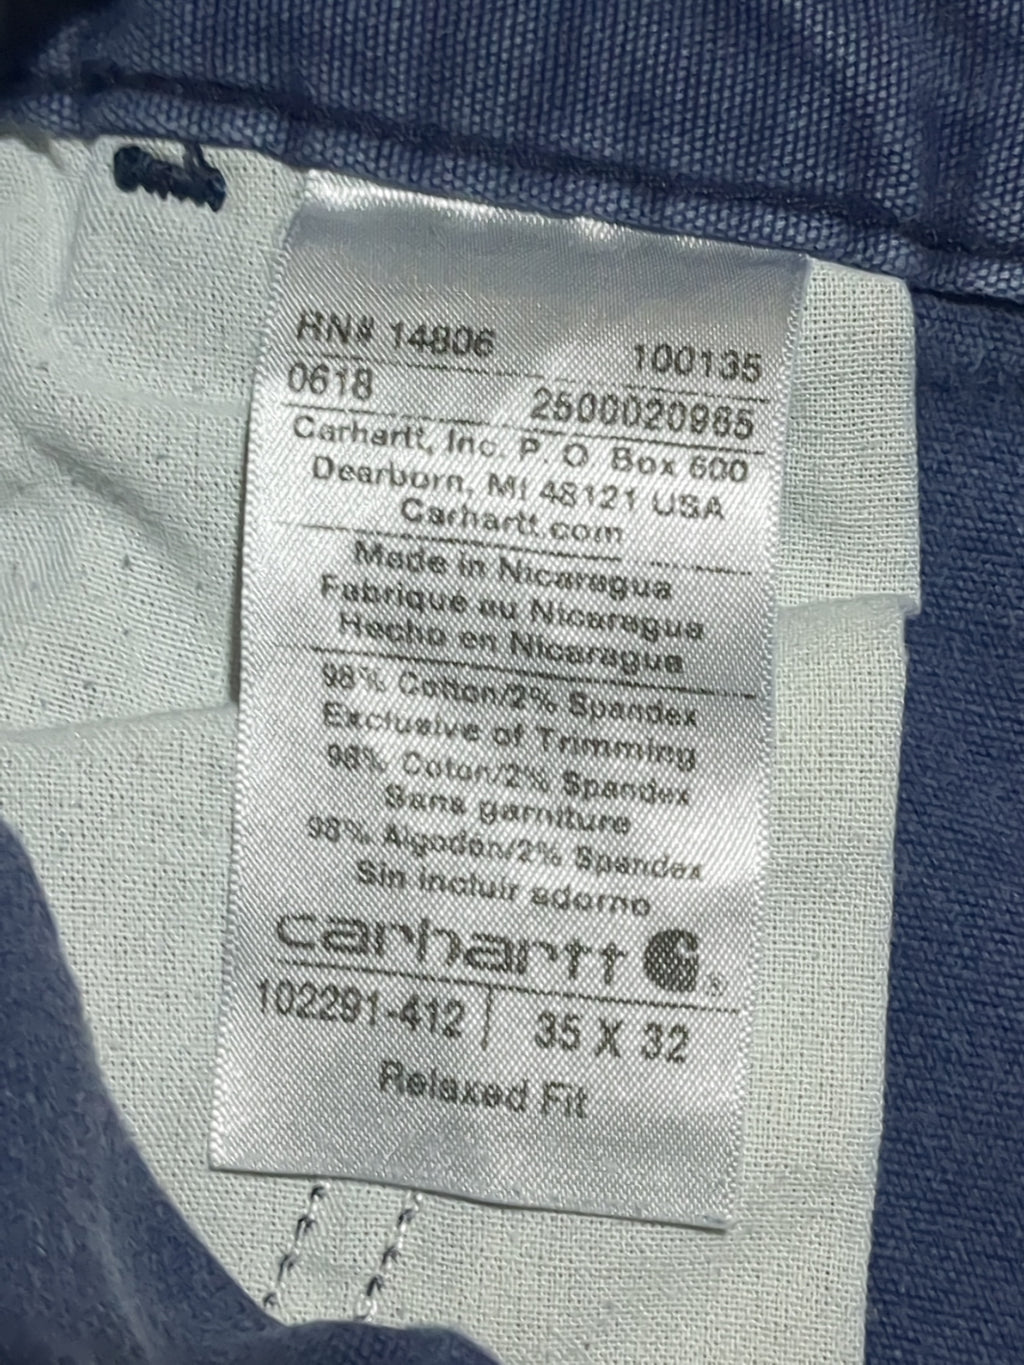 RN# 14806 100135
0618 2500020965
Carhartt, Inc. P. O. Box 600
Dearborn, MI 48121 USA
Carhartt.com
Made in Nicaragua
Fabriqué au Nicaragua
Hecho en Nicaragua
98% Cotton/2% Spandex
Exclusive of Trimming
98% Coton/2% Spandex
Sans garniture
98% Algodón/2% Spandex
Sin incluir adorno
carhartt ®
102291-412 | 35 X 32
Relaxed Fit